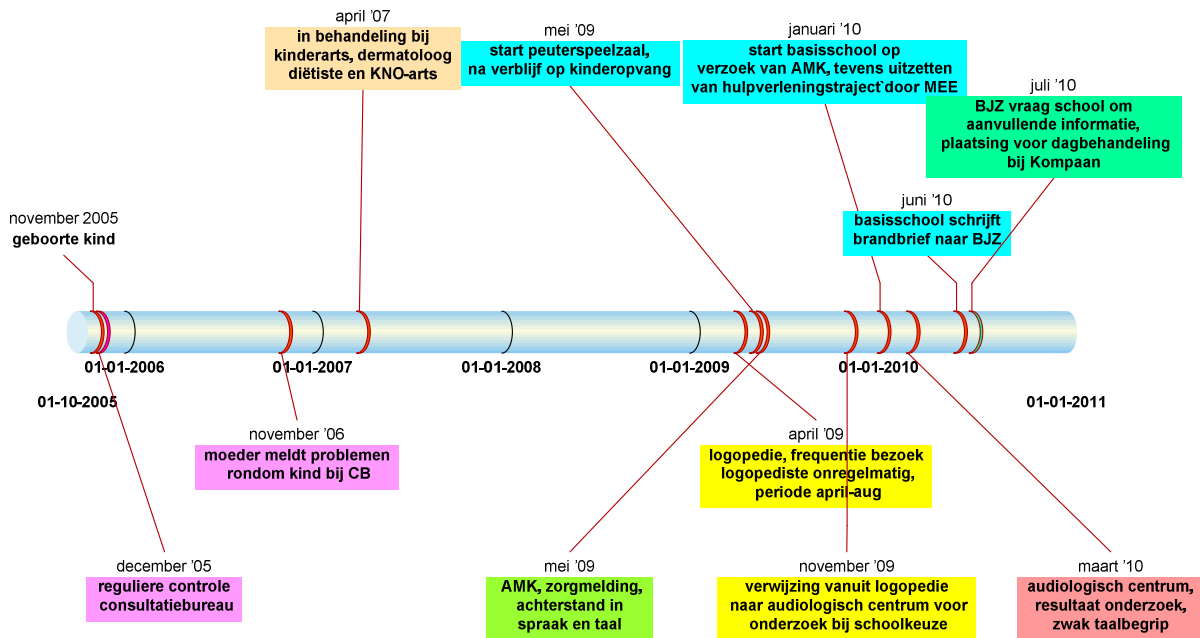 april '07
in behandeling bij
kinderarts, dermatoloog
diëtiste en KNO-arts
mei '09
start peuterspeelzaal,
na verblijf op kinderopvang
januari '10
start basisschool op
verzoek van AMK, tevens uitzetten
van hulpverleningstraject`door MEE
juli '10
BJZ vraag school om
aanvullende informatie,
plaatsing voor dagbehandeling
bij Kompaan
juni '10
basisschool schrijft
brandbrief naar BJZ
november 2005
geboorte kind
01-01-2006
01-01-2007
01-01-2008
01-01-2009
01-01-2010
01-10-2005
01-01-2011
november '06
moeder meldt problemen
rondom kind bij CB
april '09
logopedie, frequentie bezoek
logopediste onregelmatig,
periode april-aug
december '05
reguliere controle
consultatiebureau
mei '09
AMK, zorgmelding,
achterstand in
spraak en taal
november '09
verwijzing vanuit logopedie
naar audiologisch centrum voor
onderzoek bij schoolkeuze
maart '10
audiologisch centrum,
resultaat onderzoek,
zwak taalbegrip